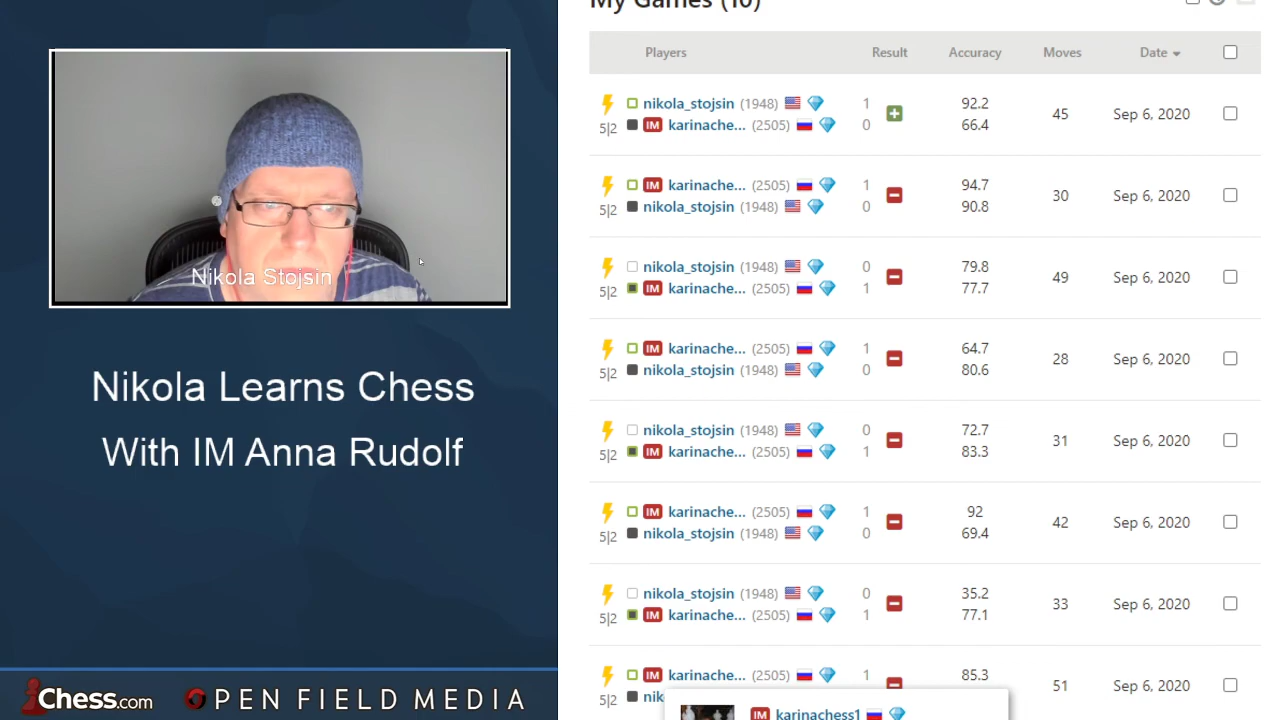 My Games (10)
Players Result Accuracy Moves Date
nikola_stojsin (1948) 1 92.2
5|2 IM karinache... (2505) 0 66.4 45 Sep 6, 2020
IM karinache... (2505) 1 94.7
5|2 nikola_stojsin (1948) 0 90.8 30 Sep 6, 2020
nikola_stojsin (1948) 0 79.8
5|2 IM karinache... (2505) 1 77.7 49 Sep 6, 2020
IM karinache... (2505) 1 64.7
5|2 nikola_stojsin (1948) 0 80.6 28 Sep 6, 2020
nikola_stojsin (1948) 0 72.7
5|2 IM karinache... (2505) 1 83.3 31 Sep 6, 2020
IM karinache... (2505) 1 92
5|2 nikola_stojsin (1948) 0 69.4 42 Sep 6, 2020
nikola_stojsin (1948) 0 35.2
5|2 IM karinache... (2505) 1 77.1 33 Sep 6, 2020
IM karinache... (2505) 1 85.3
5|2 nik 51 Sep 6, 2020
IM karinachess1
Nikola Stojsin
Nikola Learns Chess
With IM Anna Rudolf
Chess.com OPEN FIELD MEDIA